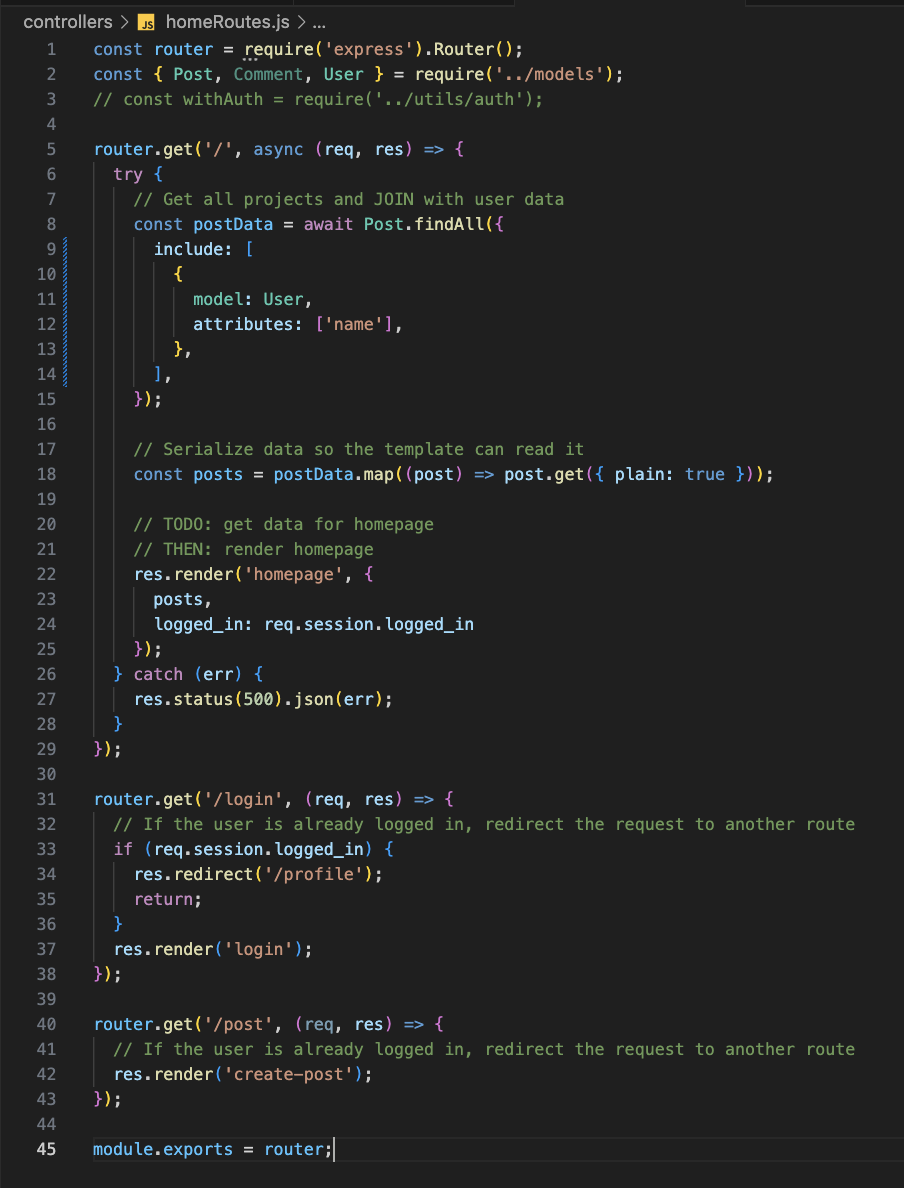 controllers > JS homeRoutes.js > ...
1 const router = require('express').Router();
2 const { Post, Comment, User } = require('../models');
3 // const withAuth = require('../utils/auth');
4
5 router.get('/', async (req, res) => {
6   try {
7     // Get all projects and JOIN with user data
8     const postData = await Post.findAll({
9       include: [
10         {
11           model: User,
12           attributes: ['name'],
13         },
14       ],
15     });
16
17     // Serialize data so the template can read it
18     const posts = postData.map((post) => post.get({ plain: true }));
19
20     // TODO: get data for homepage
21     // THEN: render homepage
22     res.render('homepage', {
23       posts,
24       logged_in: req.session.logged_in
25     });
26   } catch (err) {
27     res.status(500).json(err);
28   }
29 });
30
31 router.get('/login', (req, res) => {
32   // If the user is already logged in, redirect the request to another route
33   if (req.session.logged_in) {
34     res.redirect('/profile');
35     return;
36   }
37   res.render('login');
38 });
39
40 router.get('/post', (req, res) => {
41   // If the user is already logged in, redirect the request to another route
42   res.render('create-post');
43 });
44
45 module.exports = router;